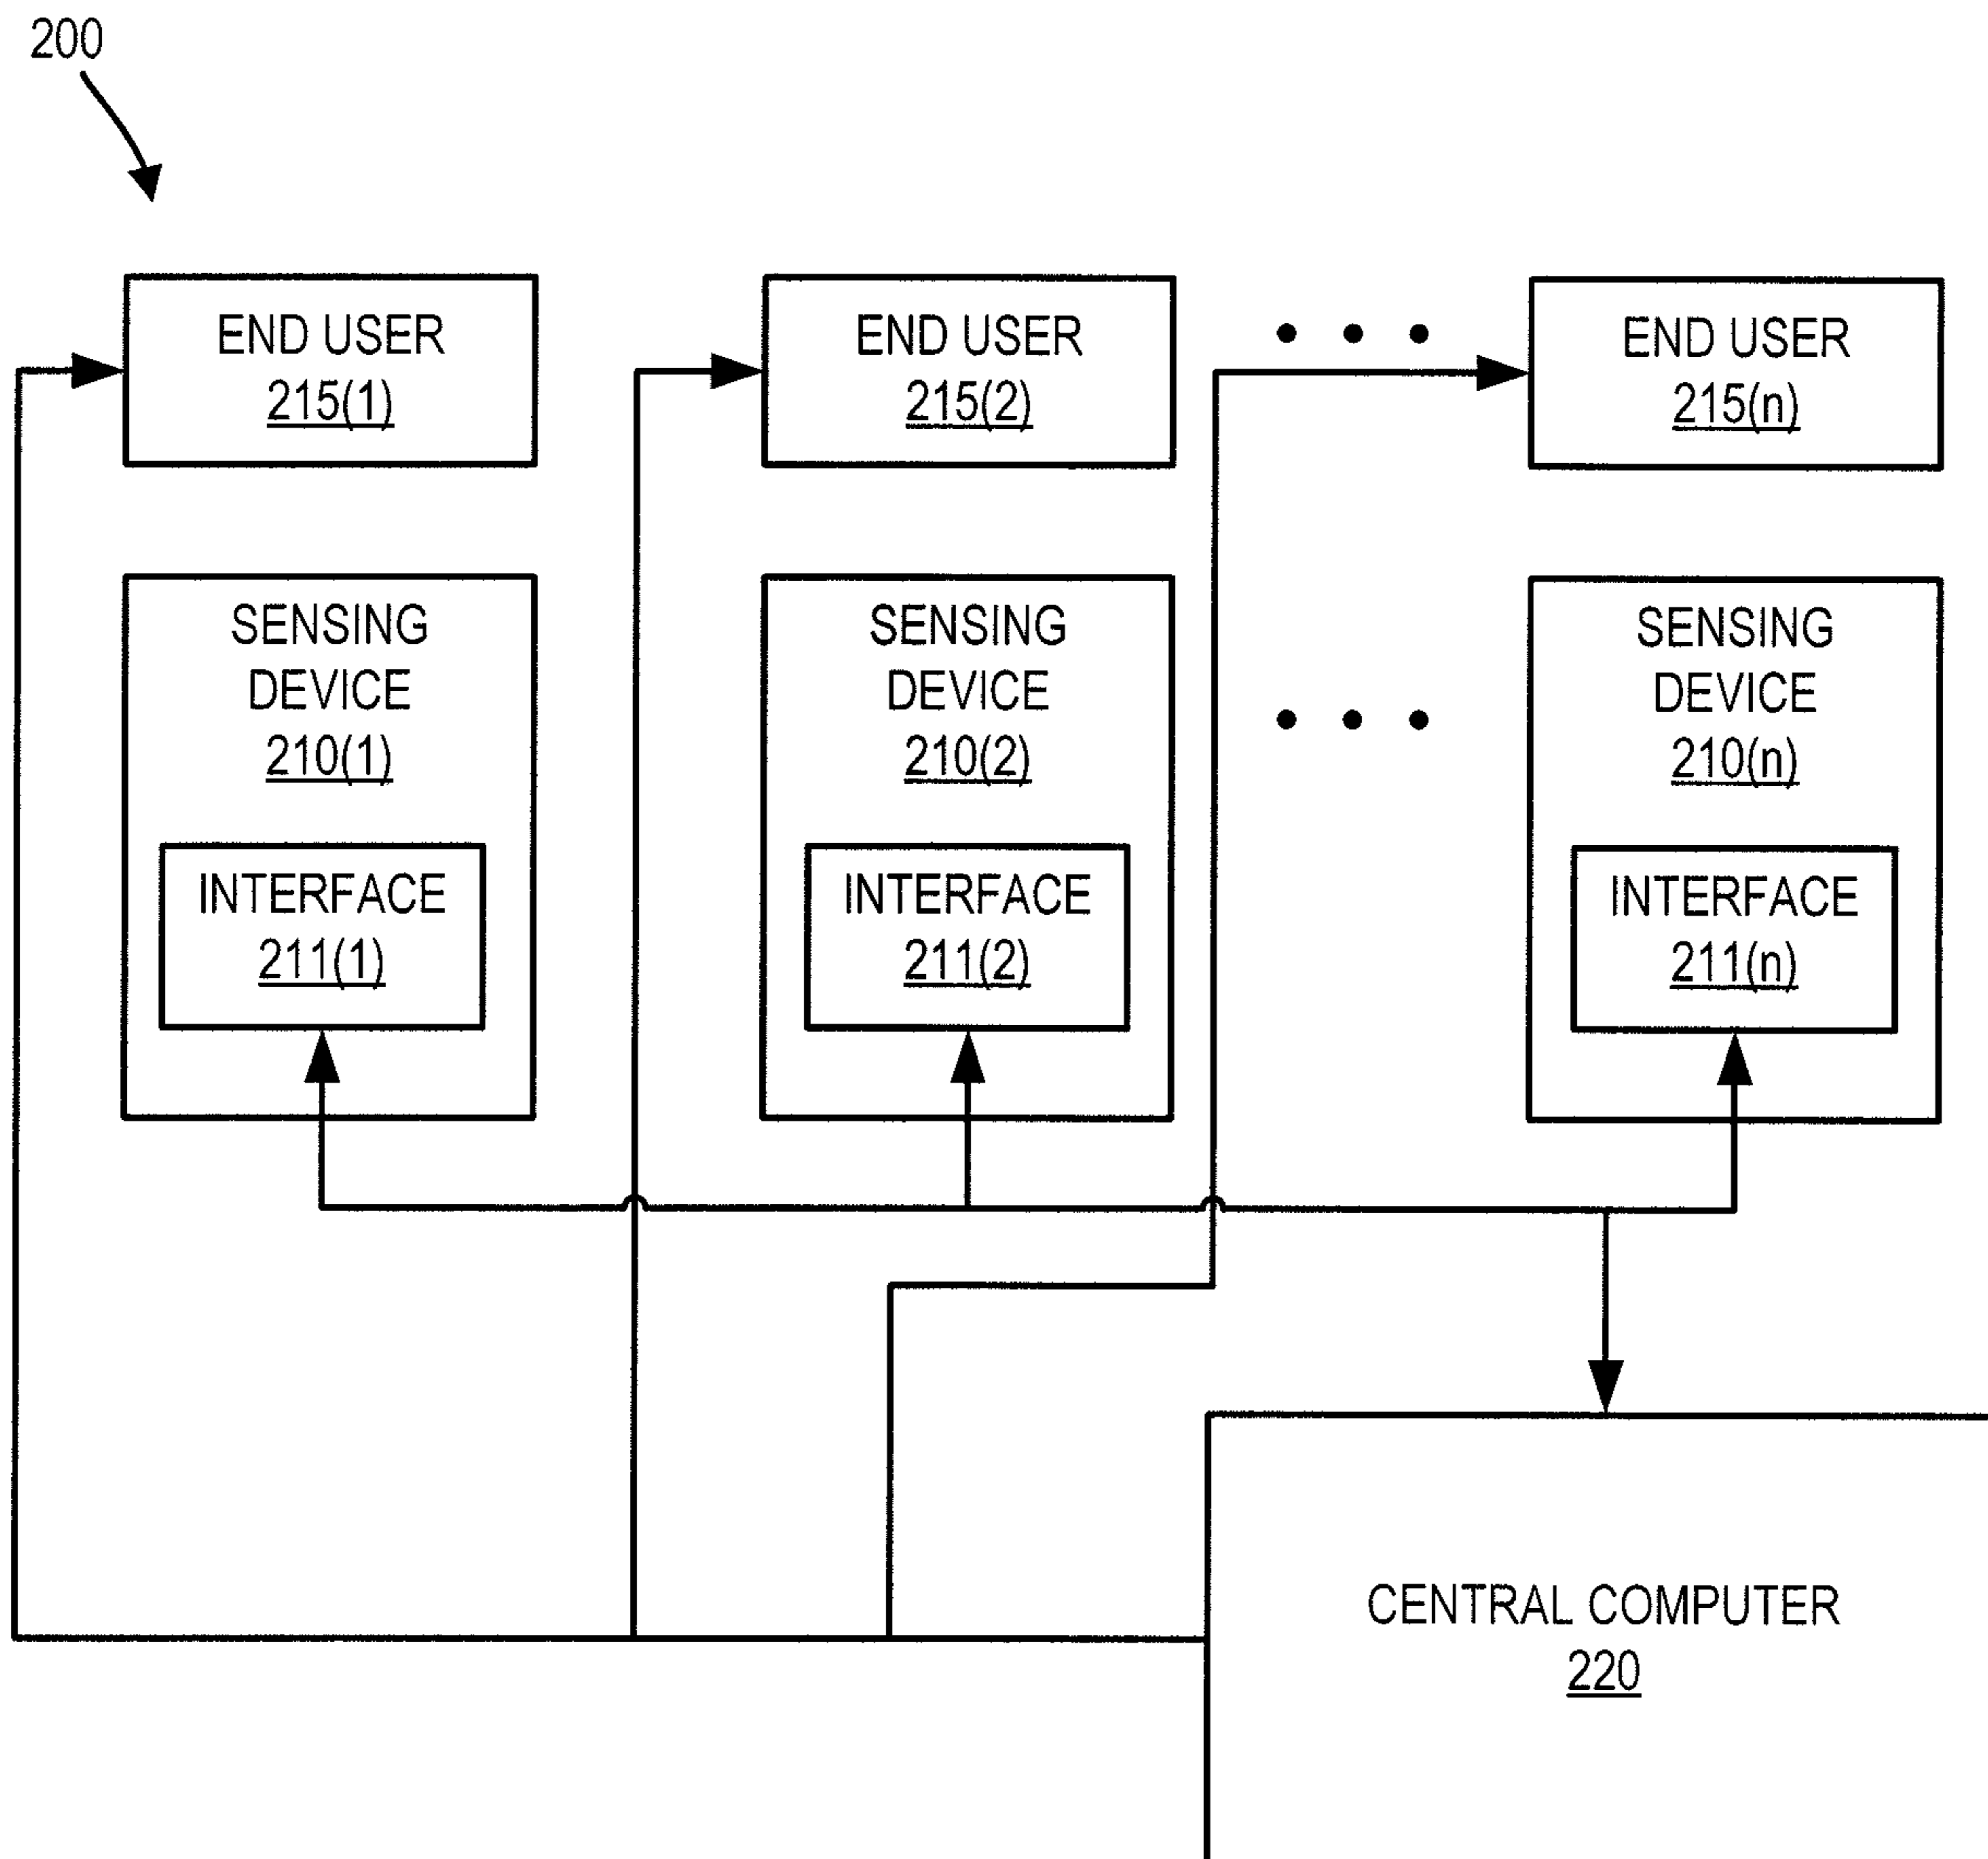 200
END USER
215(1)
END USER
215(2)
END USER
215(n)
SENSING
DEVICE
210(1)
SENSING
DEVICE
210(2)
SENSING
DEVICE
210(n)
INTERFACE
211(1)
INTERFACE
211(2)
INTERFACE
211(n)
CENTRAL COMPUTER
220